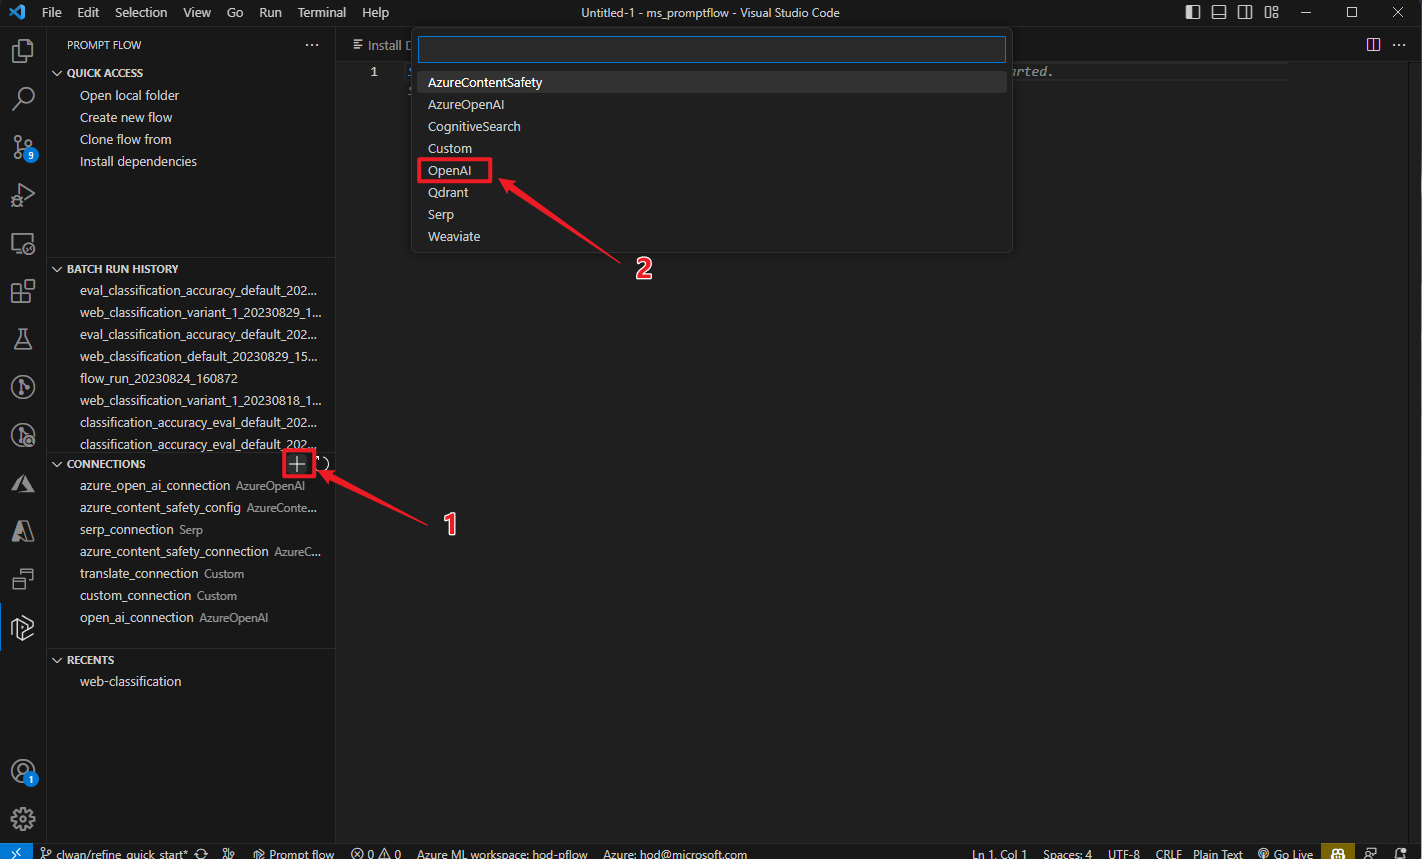 File Edit Selection View Go Run Terminal Help
Untitled-1 - ms_promptflow - Visual Studio Code
PROMPT FLOW
QUICK ACCESS
Open local folder
Create new flow
Clone flow from
Install dependencies
Install
1
arted.
AzureContentSafety
AzureOpenAI
CognitiveSearch
Custom
OpenAI
Qdrant
Serp
Weaviate
2
9
BATCH RUN HISTORY
eval_classification_accuracy_default_202...
web_classification_variant_1_20230829_1...
eval_classification_accuracy_default_202...
web_classification_default_20230829_15...
flow_run_20230824_160872
web_classification_variant_1_20230818_1...
classification_accuracy_eval_default_202...
classification_accuracy_eval_default_202...
CONNECTIONS
azure_open_ai_connection AzureOpenAI
azure_content_safety_config AzureConte...
serp_connection Serp
azure_content_safety_connection AzureC...
translate_connection Custom
custom_connection Custom
open_ai_connection AzureOpenAI
1
RECENTS
web-classification
1
clwan/refine_quick_start* Prompt flow 0 0 Azure ML workspace: hod-pflow Azure: hod@microsoft.com Ln 1, Col 1 Spaces: 4 UTF-8 CRLF Plain Text Go Live